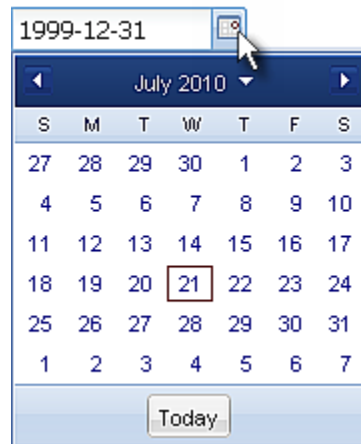 1999-12-31
July 2010
S M T W T F S
27 28 29 30 1 2 3
4 5 6 7 8 9 10
11 12 13 14 15 16 17
18 19 20 21 22 23 24
25 26 27 28 29 30 31
1 2 3 4 5 6 7
Today